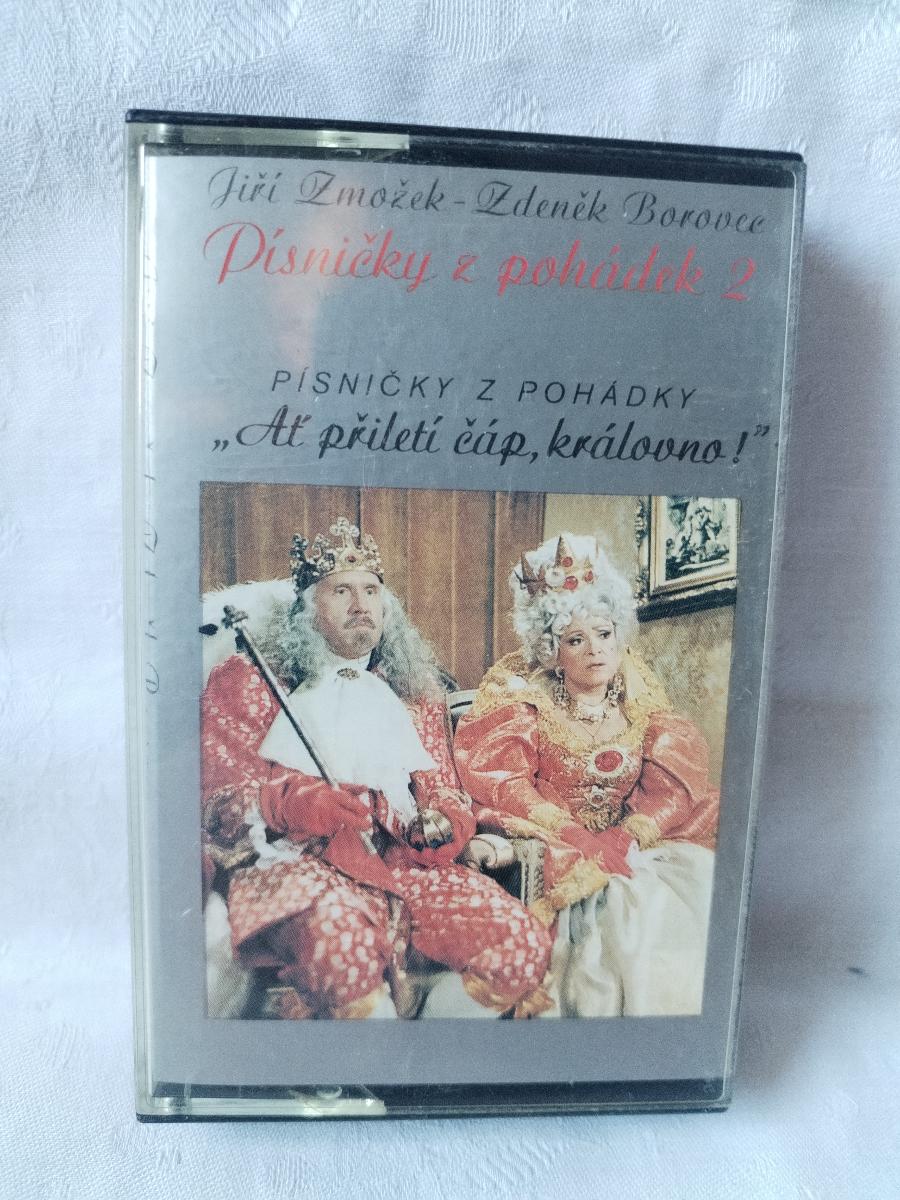 Jiří Zmožek - Zdeněk Borovec
Písničky z pohádek 2
PÍSNIČKY Z POHÁDKY
„Ať přiletí čáp, královno!”